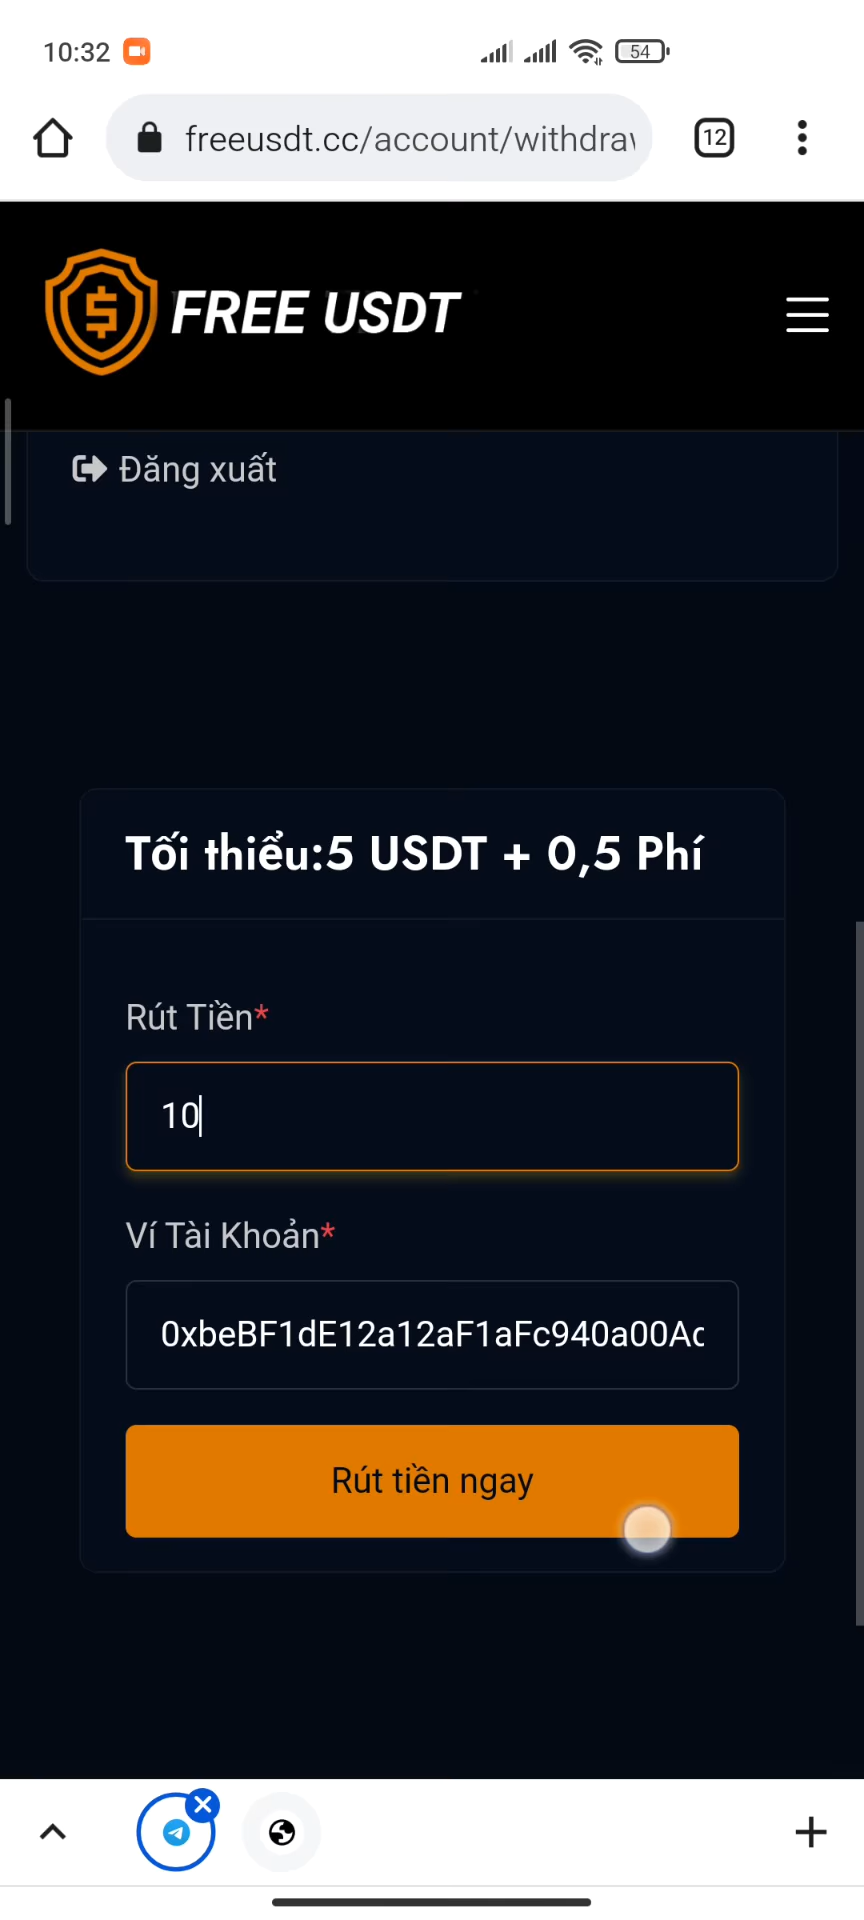 10:32
54
freeusdt.cc/account/withdrav
12
FREE USDT
Đăng xuất
Tối thiểu:5 USDT + 0,5 Phí
Rút Tiền*
10
Ví Tài Khoản*
0xbeBF1dE12a12aF1aFc940a00Ac
Rút tiền ngay